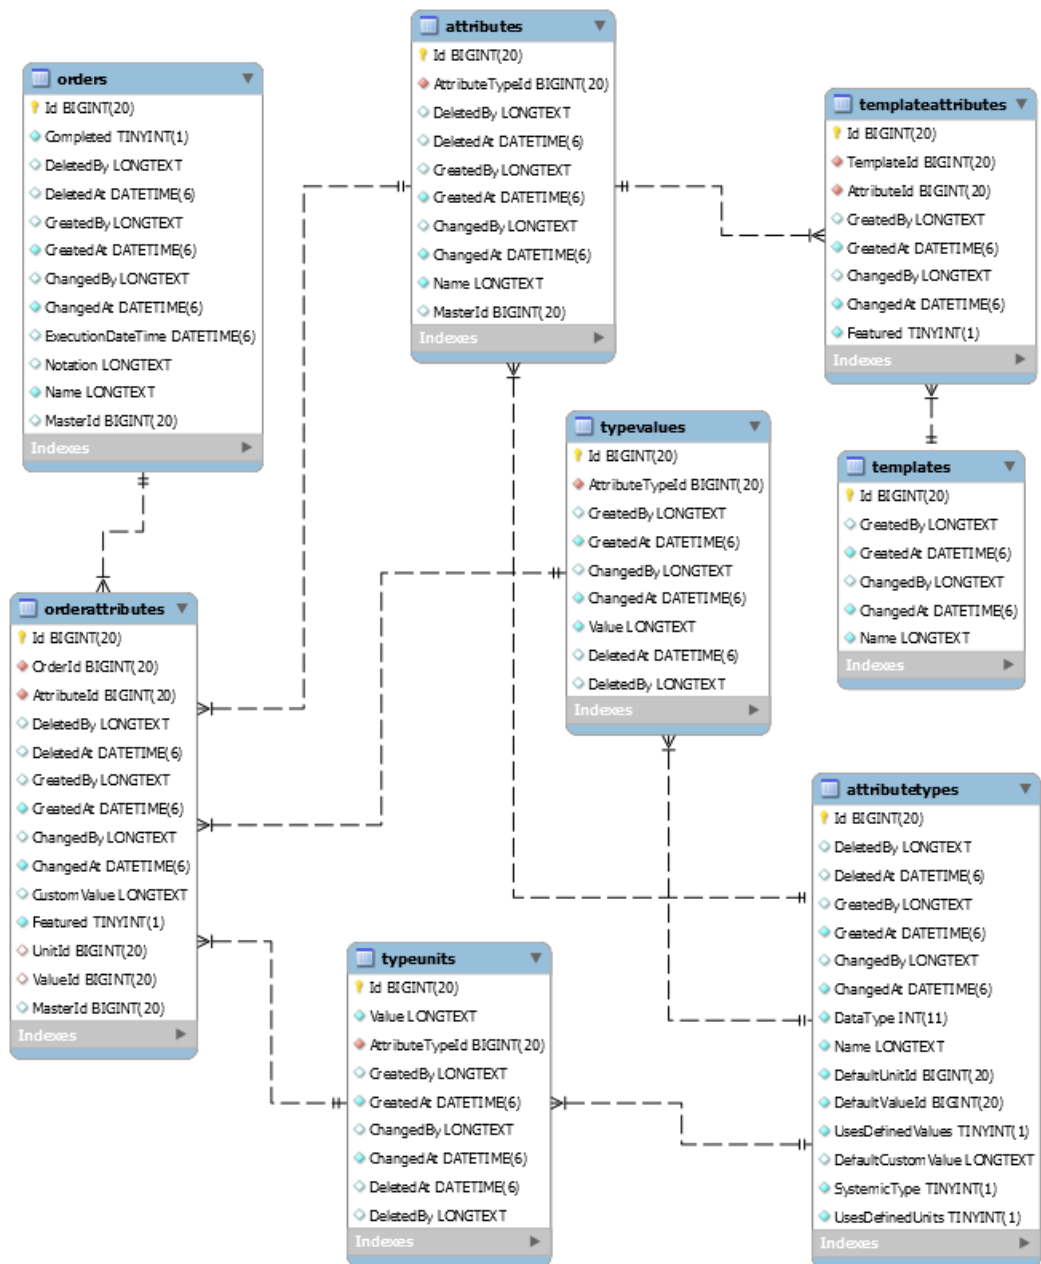 attributes
Id BIGINT(20)
AttributeTypeId BIGINT(20)
DeletedBy LONGTEXT
DeletedAt DATETIME(6)
CreatedBy LONGTEXT
CreatedAt DATETIME(6)
ChangedBy LONGTEXT
ChangedAt DATETIME(6)
Name LONGTEXT
MasterId BIGINT(20)
Indexes
orders
Id BIGINT(20)
Completed TINYINT(1)
DeletedBy LONGTEXT
DeletedAt DATETIME(6)
CreatedBy LONGTEXT
CreatedAt DATETIME(6)
ChangedBy LONGTEXT
ChangedAt DATETIME(6)
ExecutionDateTime DATETIME(6)
Notation LONGTEXT
Name LONGTEXT
MasterId BIGINT(20)
Indexes
templateattributes
Id BIGINT(20)
TemplateId BIGINT(20)
AttributeId BIGINT(20)
CreatedBy LONGTEXT
CreatedAt DATETIME(6)
ChangedBy LONGTEXT
ChangedAt DATETIME(6)
Featured TINYINT(1)
Indexes
typevalues
Id BIGINT(20)
AttributeTypeId BIGINT(20)
CreatedBy LONGTEXT
CreatedAt DATETIME(6)
ChangedBy LONGTEXT
ChangedAt DATETIME(6)
Value LONGTEXT
DeletedAt DATETIME(6)
DeletedBy LONGTEXT
Indexes
templates
Id BIGINT(20)
CreatedBy LONGTEXT
CreatedAt DATETIME(6)
ChangedBy LONGTEXT
ChangedAt DATETIME(6)
Name LONGTEXT
Indexes
orderattributes
Id BIGINT(20)
OrderId BIGINT(20)
AttributeId BIGINT(20)
DeletedBy LONGTEXT
DeletedAt DATETIME(6)
CreatedBy LONGTEXT
CreatedAt DATETIME(6)
ChangedBy LONGTEXT
ChangedAt DATETIME(6)
CustomValue LONGTEXT
Featured TINYINT(1)
UnitId BIGINT(20)
ValueId BIGINT(20)
MasterId BIGINT(20)
Indexes
attributetypes
Id BIGINT(20)
DeletedBy LONGTEXT
DeletedAt DATETIME(6)
CreatedBy LONGTEXT
CreatedAt DATETIME(6)
ChangedBy LONGTEXT
ChangedAt DATETIME(6)
DataType INT(11)
Name LONGTEXT
DefaultUnitId BIGINT(20)
DefaultValueId BIGINT(20)
UsesDefinedValues TINYINT(1)
DefaultCustomValue LONGTEXT
SystemicType TINYINT(1)
UsesDefinedUnits TINYINT(1)
Indexes
typeunits
Id BIGINT(20)
Value LONGTEXT
AttributeTypeId BIGINT(20)
CreatedBy LONGTEXT
CreatedAt DATETIME(6)
ChangedBy LONGTEXT
ChangedAt DATETIME(6)
DeletedAt DATETIME(6)
DeletedBy LONGTEXT
Indexes